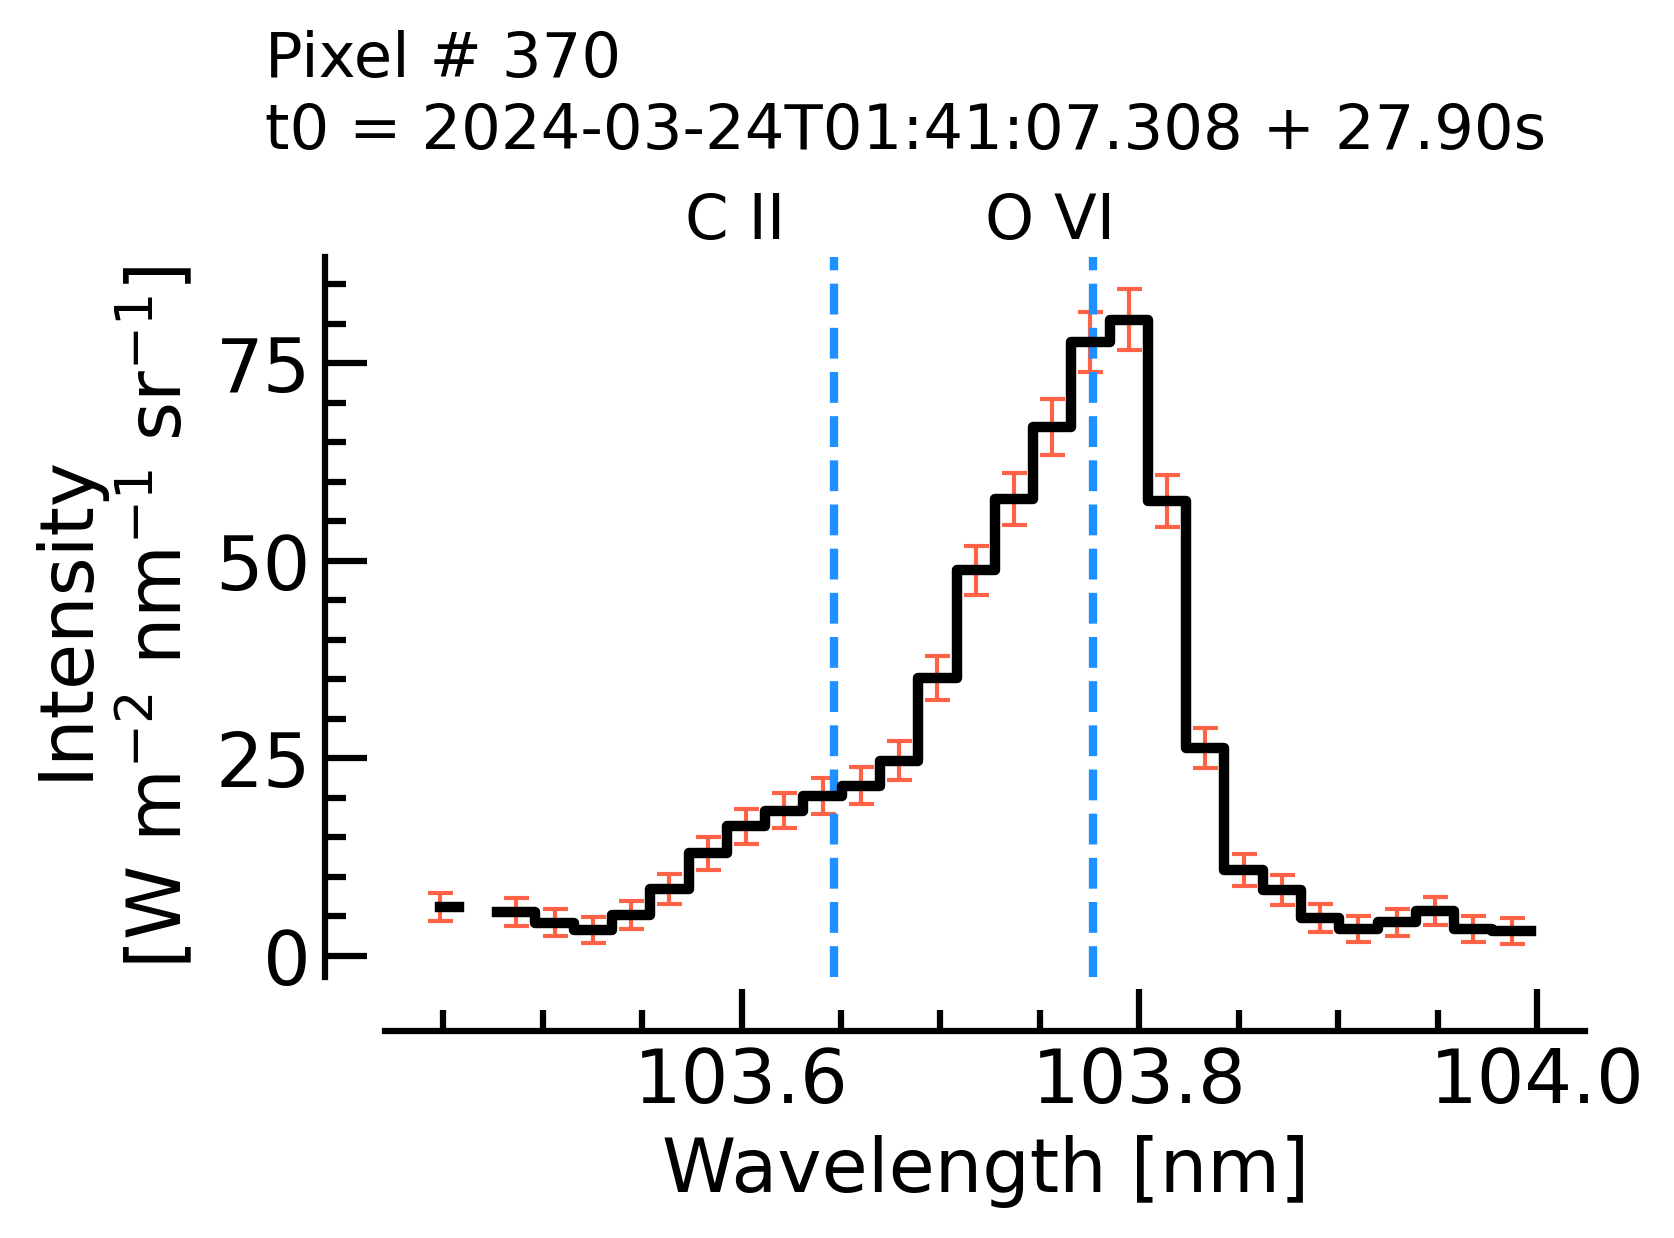 Pixel # 370
t0 = 2024-03-24T01:41:07.308 + 27.90s
C II O VI
75
50
25
0
Intensity
[W m⁻² nm⁻¹ sr⁻¹]
103.6 103.8 104.0
Wavelength [nm]